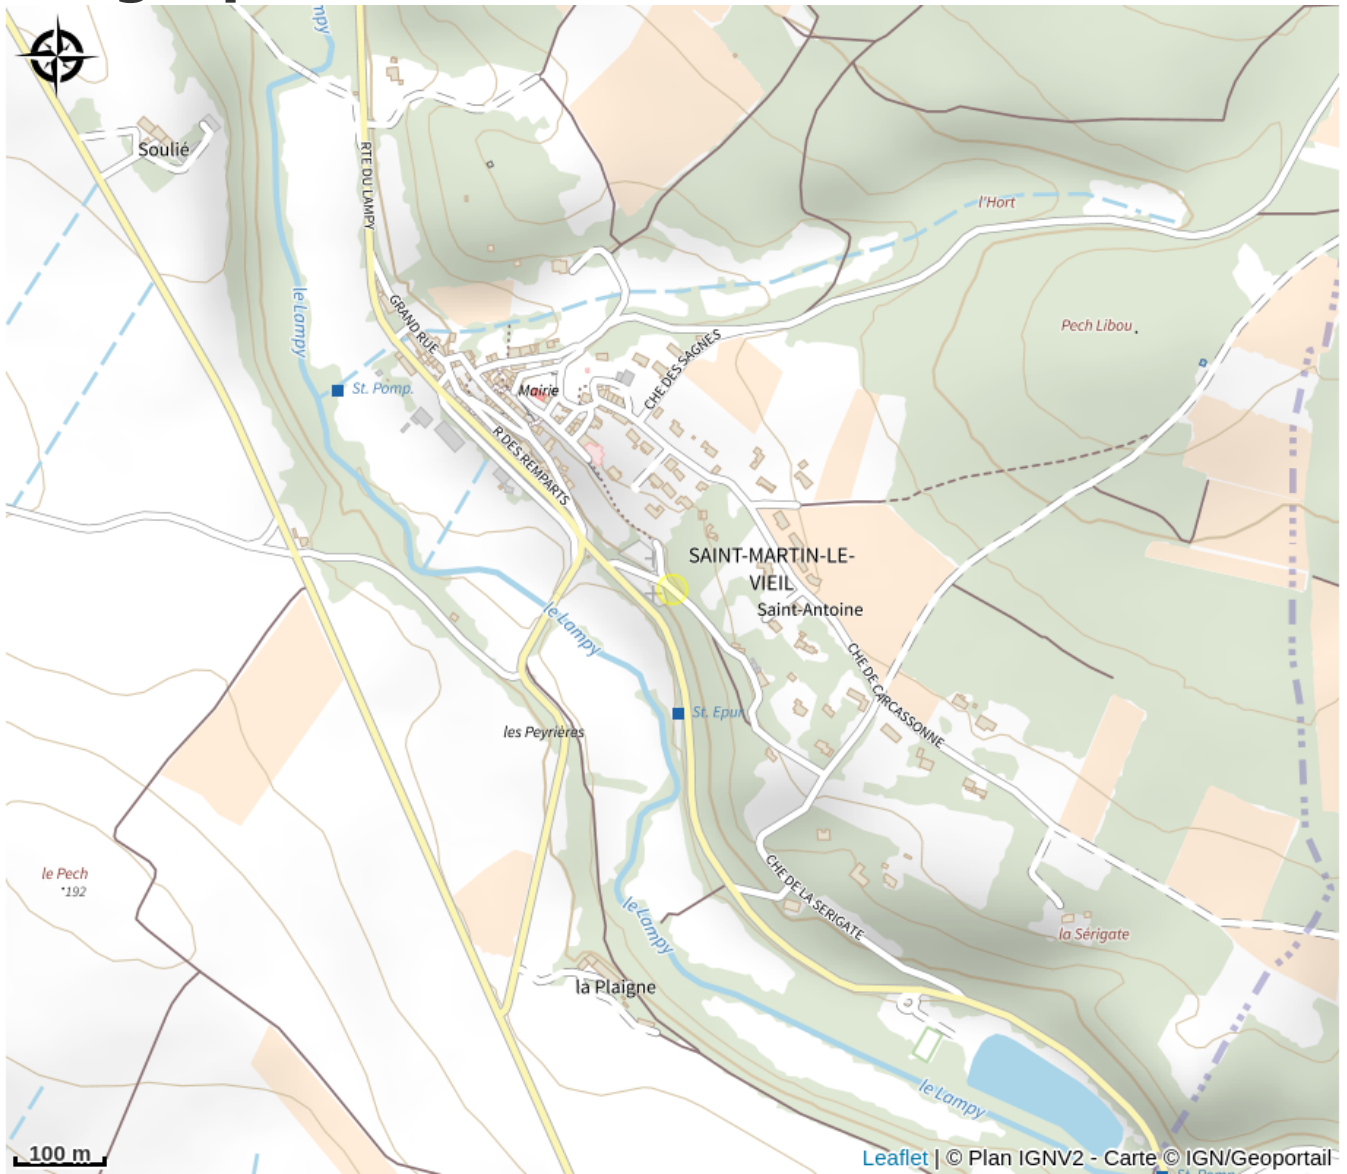 mpy
Soulié
RTE DU LAMPY
l'Hort
le Lampy
GRAND RUE
Pech Libou
CHE DES SAGNES
St. Pomp.
Mairie
R DES REMPARTS
SAINT-MARTIN-LE-
VIEIL
Saint-Antoine
le Lampy
CHE DE CARCASSONNE
St. Epur.
les Peyrières
le Pech
192
CHE DE LA SERIGATE
le Lampy
la Sérigate
la Plaigne
le Lampy
100 m
Leaflet | © Plan IGNV2 - Carte © IGN/Geoportail